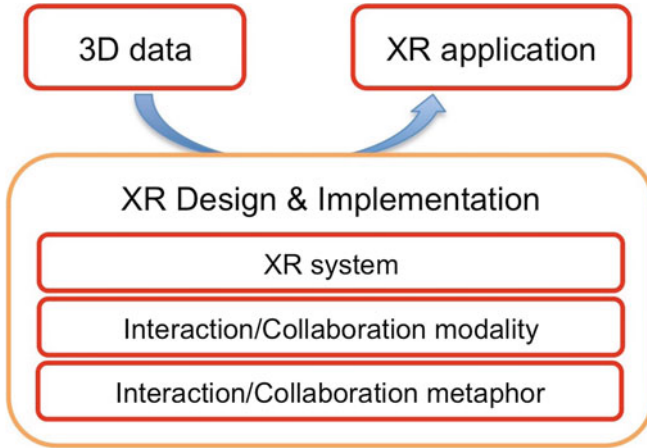 3D data
XR application
XR Design & Implementation
XR system
Interaction/Collaboration modality
Interaction/Collaboration metaphor